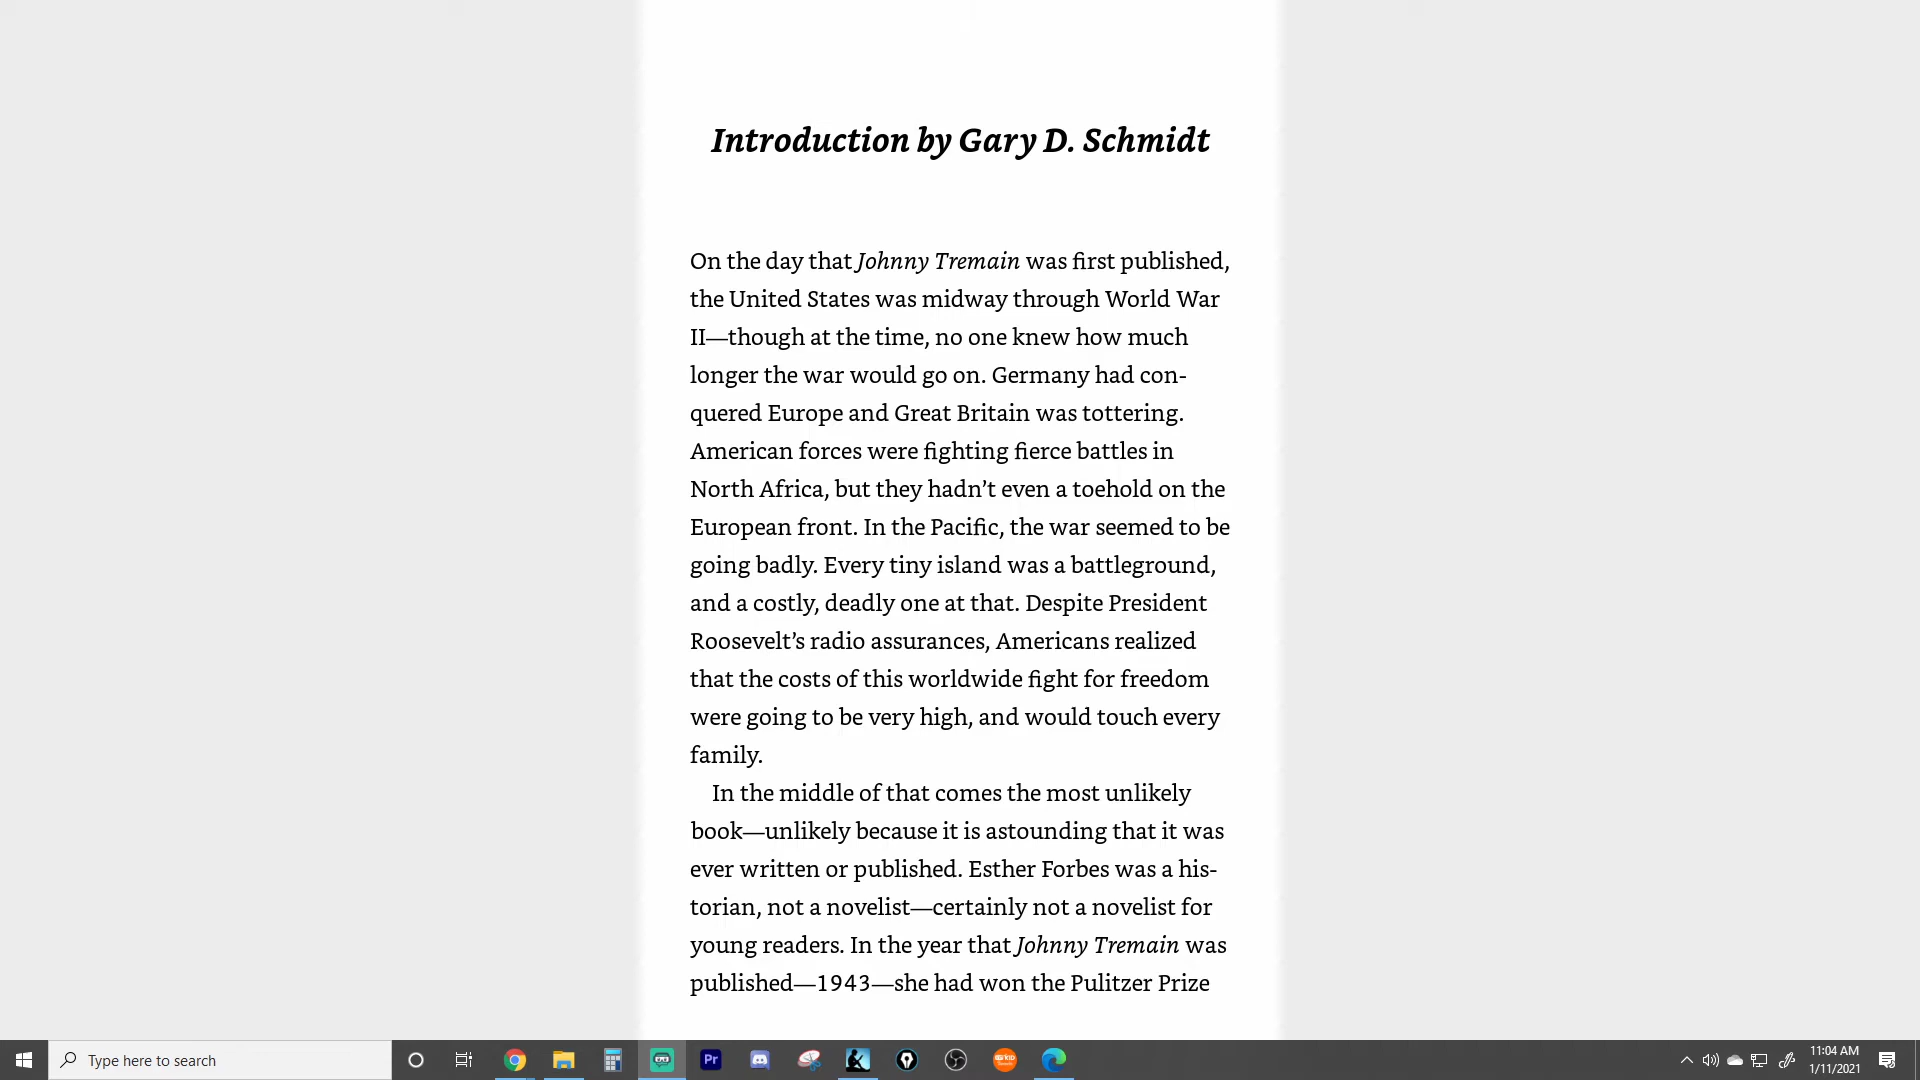 Introduction by Gary D. Schmidt
On the day that Johnny Tremain was first published,
the United States was midway through World War
II—though at the time, no one knew how much
longer the war would go on. Germany had con-
quered Europe and Great Britain was tottering.
American forces were fighting fierce battles in
North Africa, but they hadn’t even a toehold on the
European front. In the Pacific, the war seemed to be
going badly. Every tiny island was a battleground,
and a costly, deadly one at that. Despite President
Roosevelt’s radio assurances, Americans realized
that the costs of this worldwide fight for freedom
were going to be very high, and would touch every
family.
In the middle of that comes the most unlikely
book—unlikely because it is astounding that it was
ever written or published. Esther Forbes was a his-
torian, not a novelist—certainly not a novelist for
young readers. In the year that Johnny Tremain was
published—1943—she had won the Pulitzer Prize
Type here to search
Pr
11:04 AM
1/11/2021